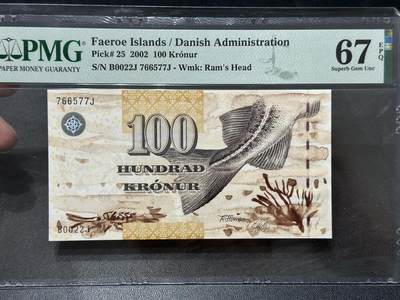 PMG
PAPER MONEY GUARANTY
Faeroe Islands / Danish Administration
Pick# 25 2002 100 Krónur
S/N B0022J 766577J - Wmk: Ram's Head
67
EPQ
Superb Gem Unc
766577J
100
HUNDRAÐ
KRÓNUR
B0022J